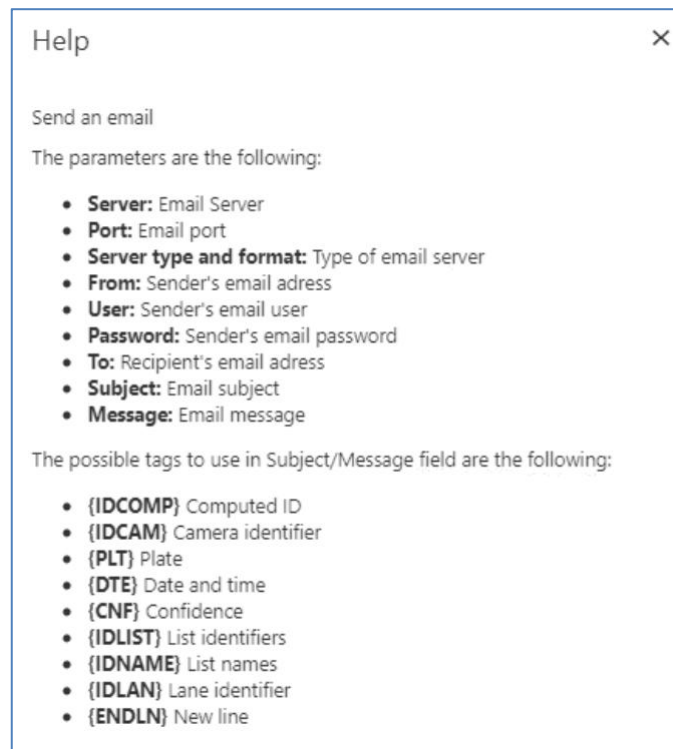 Help
Send an email
The parameters are the following:
• Server: Email Server
• Port: Email port
• Server type and format: Type of email server
• From: Sender's email adress
• User: Sender's email user
• Password: Sender's email password
• To: Recipient's email adress
• Subject: Email subject
• Message: Email message
The possible tags to use in Subject/Message field are the following:
• {IDCOMP} Computed ID
• {IDCAM} Camera identifier
• {PLT} Plate
• {DTE} Date and time
• {CNF} Confidence
• {IDLIST} List identifiers
• {IDNAME} List names
• {IDLAN} Lane identifier
• {ENDLN} New line